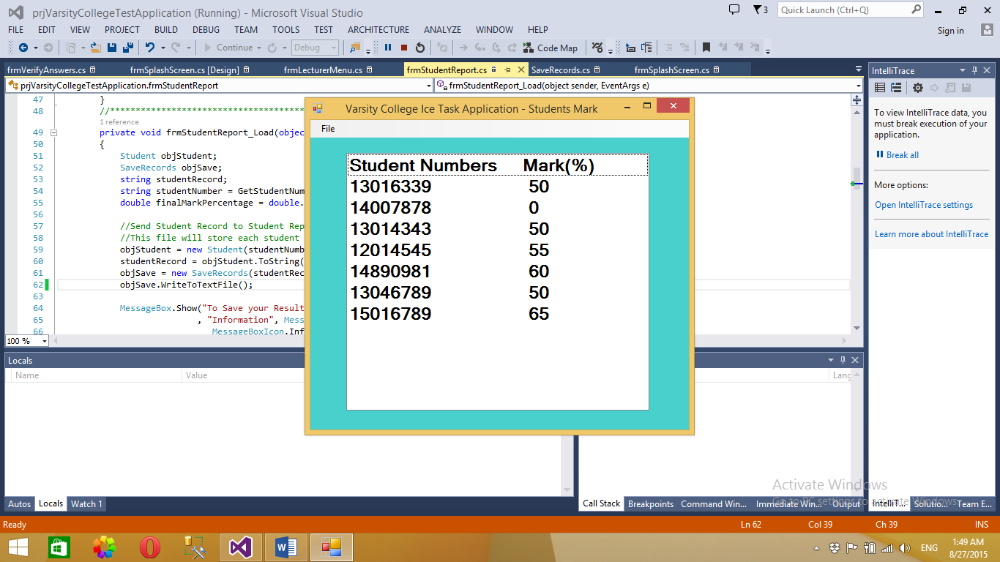 prjVarsityCollegeTestApplication (Running) - Microsoft Visual Studio
3
Quick Launch (Ctrl+Q)
FILE EDIT VIEW PROJECT BUILD DEBUG TEAM TOOLS TEST ARCHITECTURE ANALYZE WINDOW HELP
Sign in
Continue Debug Code Map
frmVerifyAnswers.cs frmSplashScreen.cs [Design] frmLecturerMenu.cs frmStudentReport.cs SaveRecords.cs frmSplashScreen.cs
prjVarsityCollegeTestApplication.frmStudentReport frmStudentReport_Load(object sender, EventArgs e)
47 }
48 //**************************************
1 reference
49 private void frmStudentReport_Load(objec
50 {
51 Student objStudent;
52 SaveRecords objSave;
53 string studentRecord;
54 string studentNumber = GetStudentNum
55 double finalMarkPercentage = double.
56
57 //Send Student Record to Student Rep
58 //This file will store each student
59 objStudent = new Student(studentNumb
60 studentRecord = objStudent.ToString(
61 objSave = new SaveRecords(studentRec
62 objSave.WriteToTextFile();
63
64 MessageBox.Show("To Save your Result
65 , "Information", Mess
66 MessageBoxIcon.Inf
100 %
Varsity College Ice Task Application - Students Mark
File
Student Numbers Mark(%)
13016339 50
14007878 0
13014343 50
12014545 55
14890981 60
13046789 50
15016789 65
IntelliTrace
To view IntelliTrace data, you
must break execution of your
application.
Break all
More options:
Open IntelliTrace settings
Learn more about IntelliTrace
Locals
Name Value
Lang
Activate Windows
Go to PC settings to activate Windows.
Autos Locals Watch 1
Call Stack Breakpoints Command Win... Immediate Win... Output
IntelliT... Solutio... Team E...
Ready
Ln 62 Col 39 Ch 39 INS
ENG
1:49 AM
8/27/2015